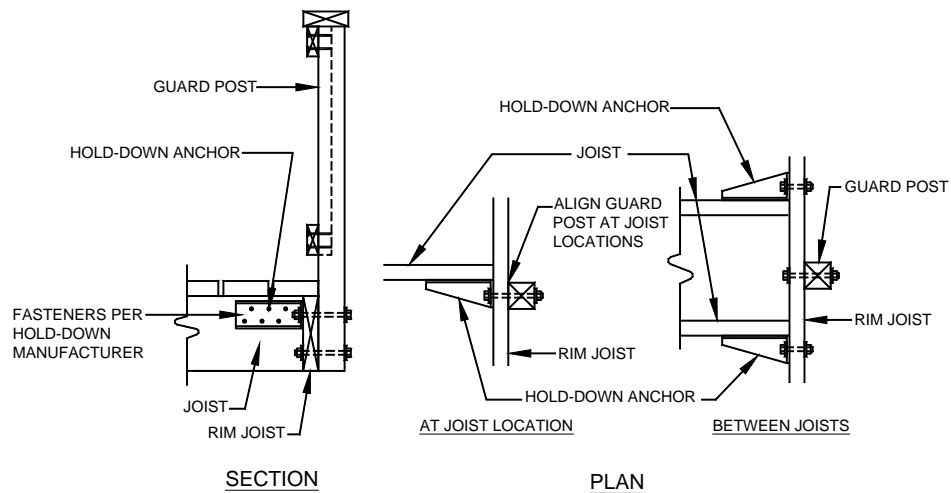 GUARD POST
HOLD-DOWN ANCHOR
FASTENERS PER
HOLD-DOWN
MANUFACTURER
JOIST
RIM JOIST
SECTION
HOLD-DOWN ANCHOR
JOIST
GUARD POST
ALIGN GUARD
POST AT JOIST
LOCATIONS
RIM JOIST
RIM JOIST
HOLD-DOWN ANCHOR
AT JOIST LOCATION
BETWEEN JOISTS
PLAN